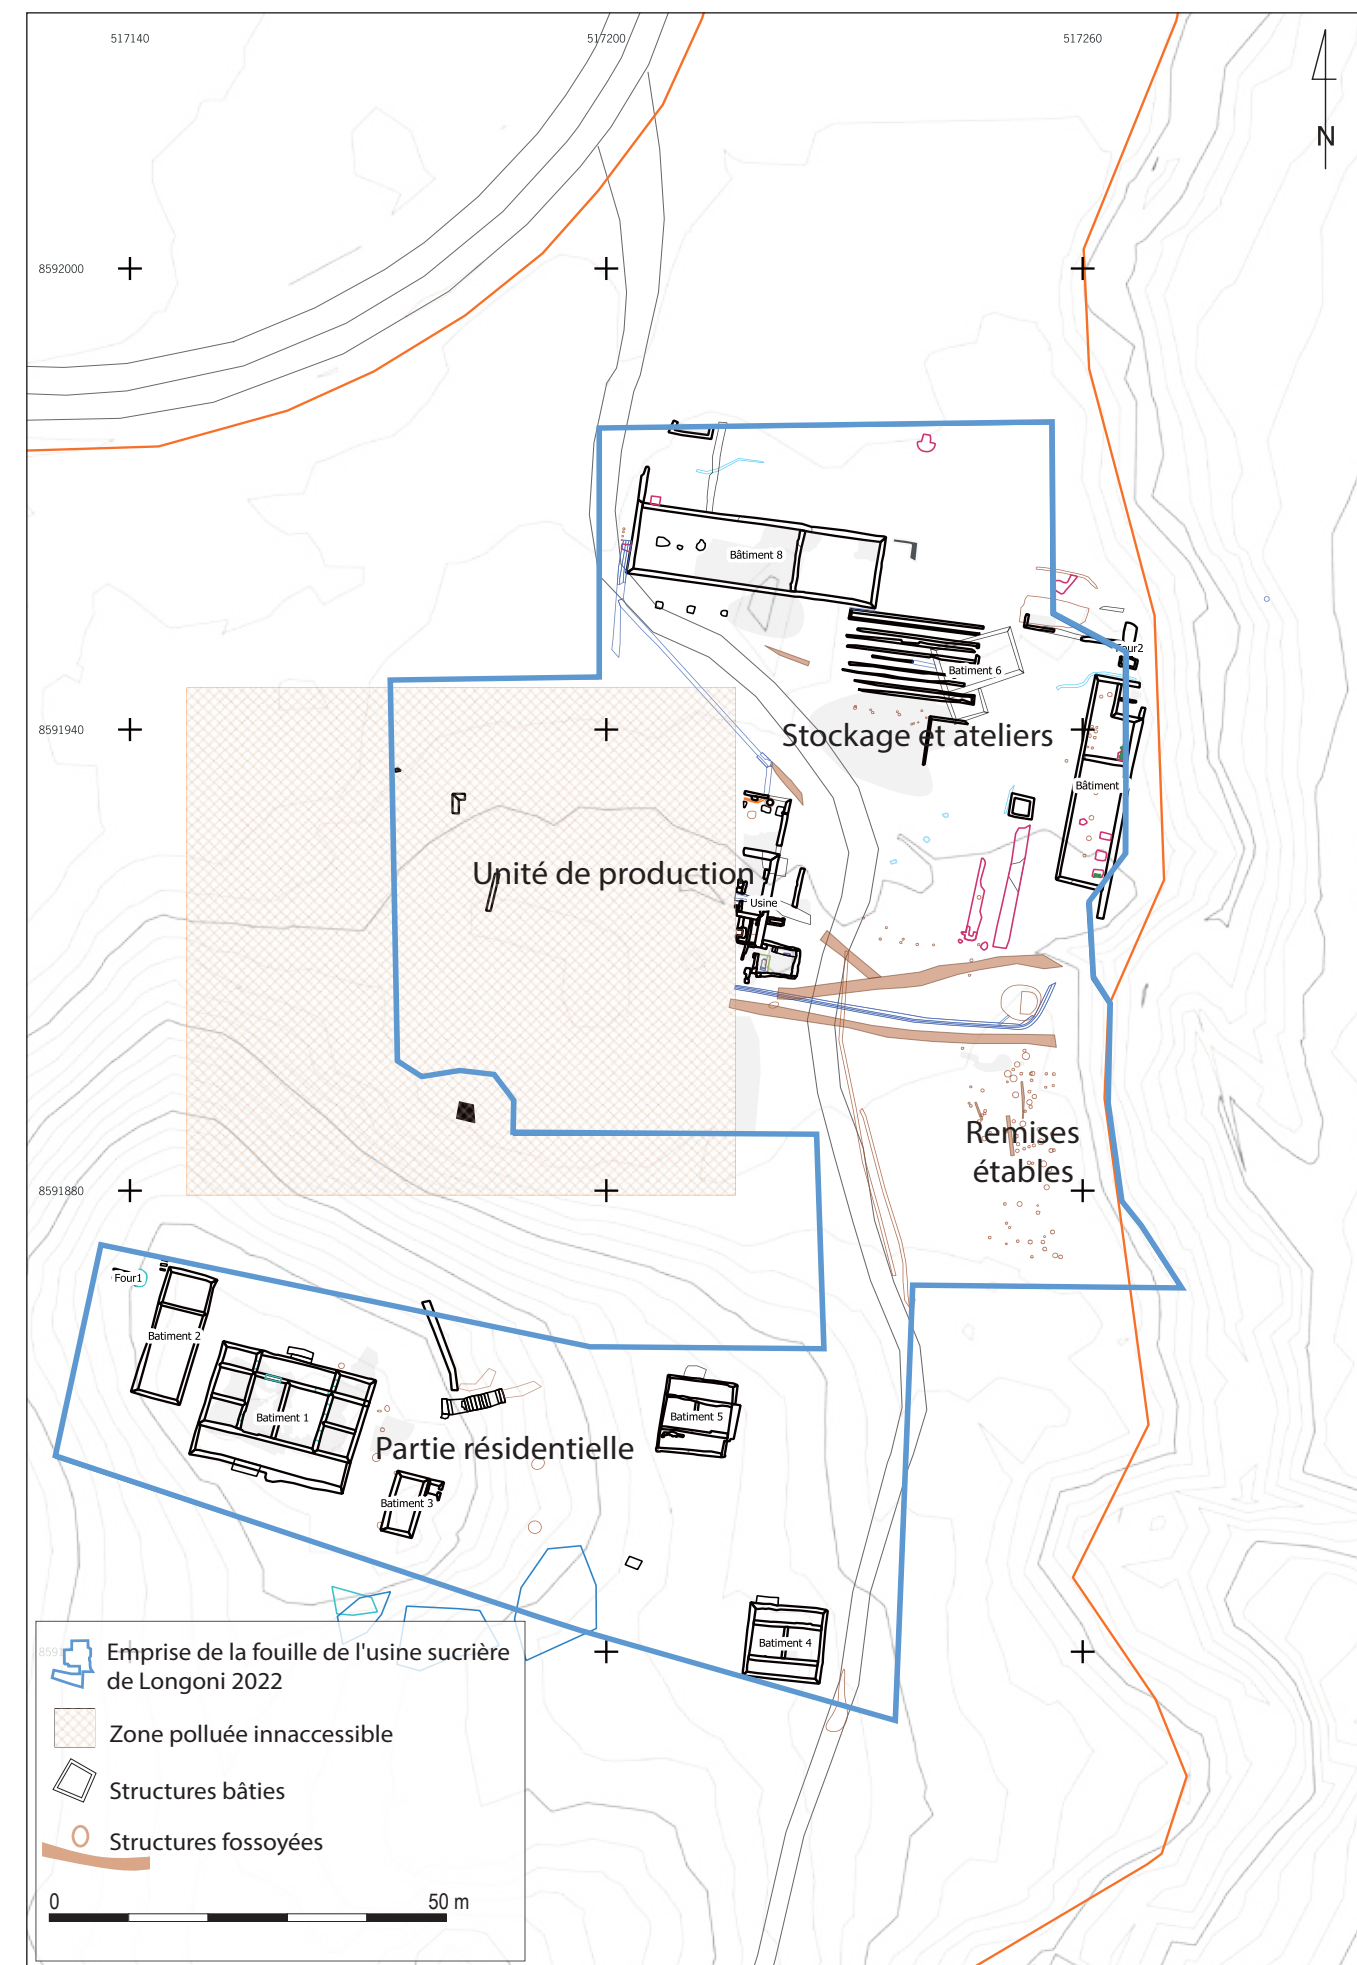 517140
517200
517260
N
8592000
Bâtiment 8
Four2
Batiment 6
8591940
Stockage et ateliers
Bâtiment
Unité de production
Usine
Remises
étables
8591880
Four1
Batiment 2
Batiment 1
Batiment 5
Partie résidentielle
Batiment 3
Batiment 4
Emprise de la fouille de l'usine sucrière
de Longoni 2022
Zone polluée innaccessible
Structures bâties
Structures fossoyées
0
50 m